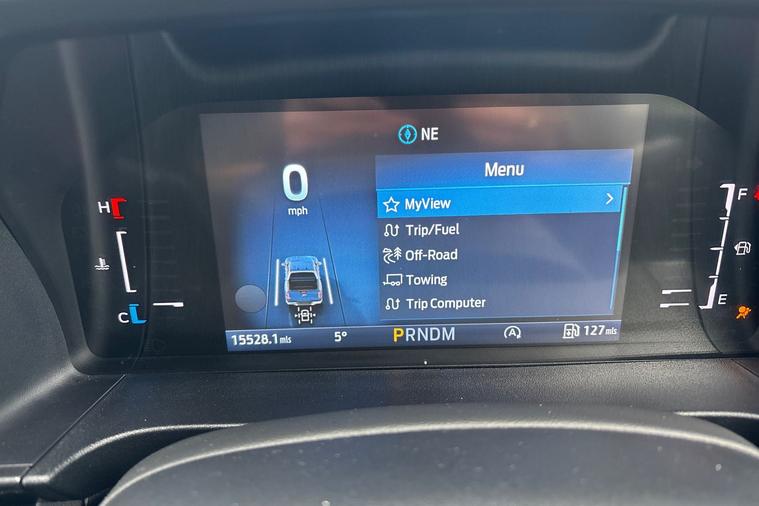 NE
0
mph
Menu
MyView
Trip/Fuel
Off-Road
Towing
Trip Computer
H
C
F
E
15528.1 mls
5°
PRNDM
A
127 mls